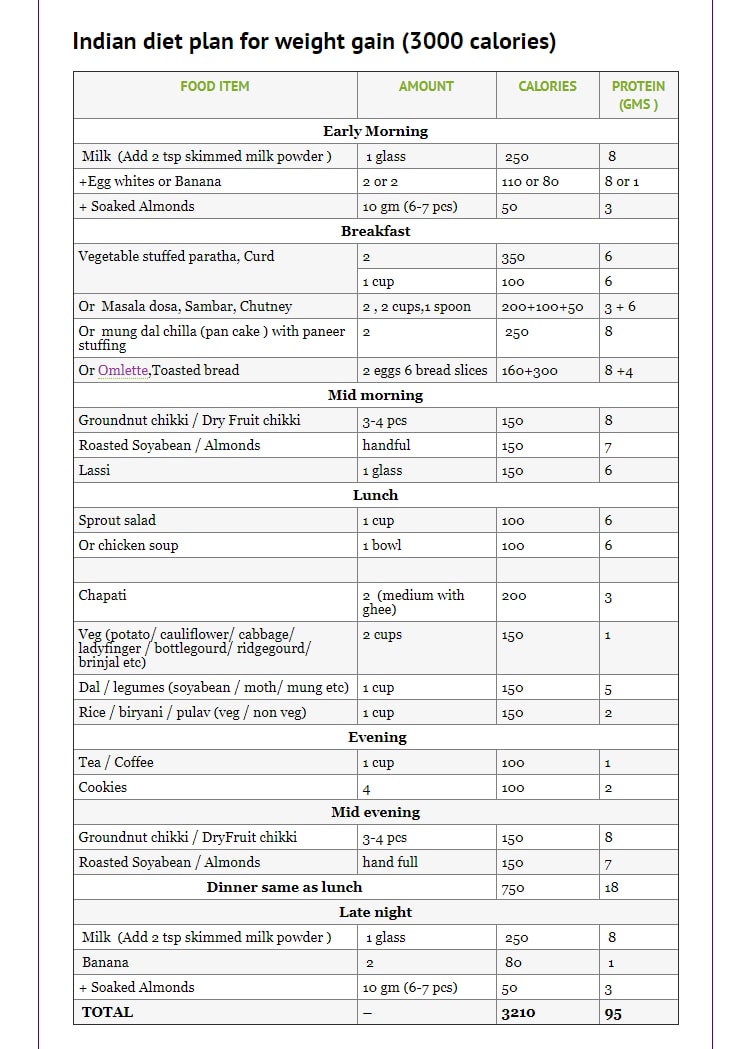 Indian diet plan for weight gain (3000 calories)
FOOD ITEM AMOUNT CALORIES PROTEIN (GMS )
Early Morning
Milk (Add 2 tsp skimmed milk powder ) 1 glass 250 8
+Egg whites or Banana 2 or 2 110 or 80 8 or 1
+ Soaked Almonds 10 gm (6-7 pcs) 50 3
Breakfast
Vegetable stuffed paratha, Curd 2 350 6
1 cup 100 6
Or Masala dosa, Sambar, Chutney 2 , 2 cups,1 spoon 200+100+50 3 + 6
Or mung dal chilla (pan cake ) with paneer 2 250 8
stuffing
Or Omlette,Toasted bread 2 eggs 6 bread slices 160+300 8 +4
Mid morning
Groundnut chikki / Dry Fruit chikki 3-4 pcs 150 8
Roasted Soyabean / Almonds handful 150 7
Lassi 1 glass 150 6
Lunch
Sprout salad 1 cup 100 6
Or chicken soup 1 bowl 100 6
Chapati 2 (medium with 200 3
ghee)
Veg (potato/ cauliflower/ cabbage/ 2 cups 150 1
ladyfinger / bottlegourd/ ridgegourd/
brinjal etc)
Dal / legumes (soyabean / moth/ mung etc) 1 cup 150 5
Rice / biryani / pulav (veg / non veg) 1 cup 150 2
Evening
Tea / Coffee 1 cup 100 1
Cookies 4 100 2
Mid evening
Groundnut chikki / DryFruit chikki 3-4 pcs 150 8
Roasted Soyabean / Almonds hand full 150 7
Dinner same as lunch 750 18
Late night
Milk (Add 2 tsp skimmed milk powder ) 1 glass 250 8
Banana 2 80 1
+ Soaked Almonds 10 gm (6-7 pcs) 50 3
TOTAL – 3210 95